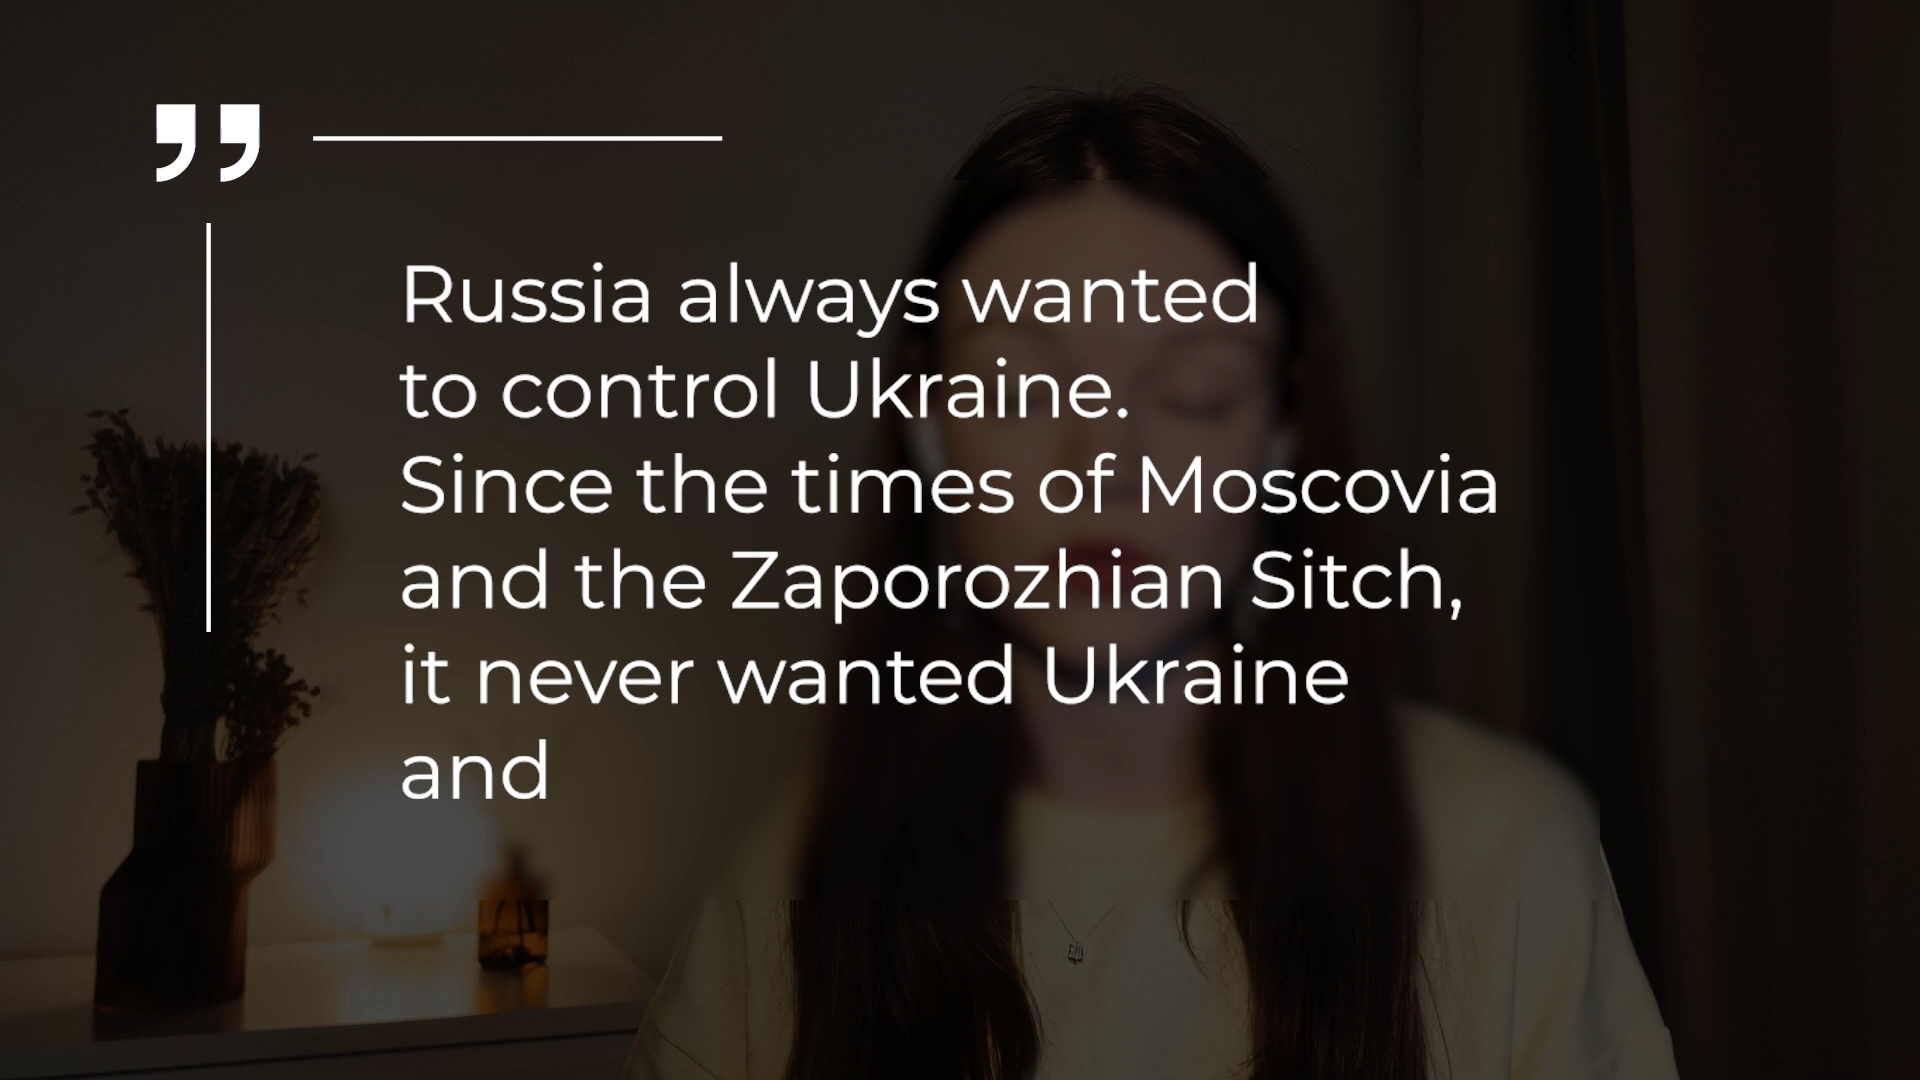 Russia always wanted
to control Ukraine.
Since the times of Moscovia
and the Zaporozhian Sitch,
it never wanted Ukraine
and